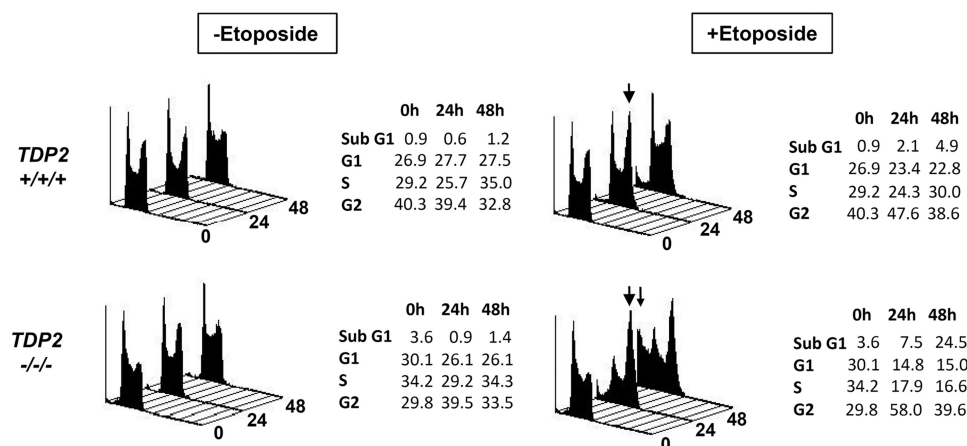 -Etoposide
+Etoposide
TDP2
+/+/+
0
24
48
0h 24h 48h
Sub G1 0.9 0.6 1.2
G1 26.9 27.7 27.5
S 29.2 25.7 35.0
G2 40.3 39.4 32.8
0
24
48
0h 24h 48h
Sub G1 0.9 2.1 4.9
G1 26.9 23.4 22.8
S 29.2 24.3 30.0
G2 40.3 47.6 38.6
TDP2
-/-/-
0
24
48
0h 24h 48h
Sub G1 3.6 0.9 1.4
G1 30.1 26.1 26.1
S 34.2 29.2 34.3
G2 29.8 39.5 33.5
0
24
48
0h 24h 48h
Sub G1 3.6 7.5 24.5
G1 30.1 14.8 15.0
S 34.2 17.9 16.6
G2 29.8 58.0 39.6